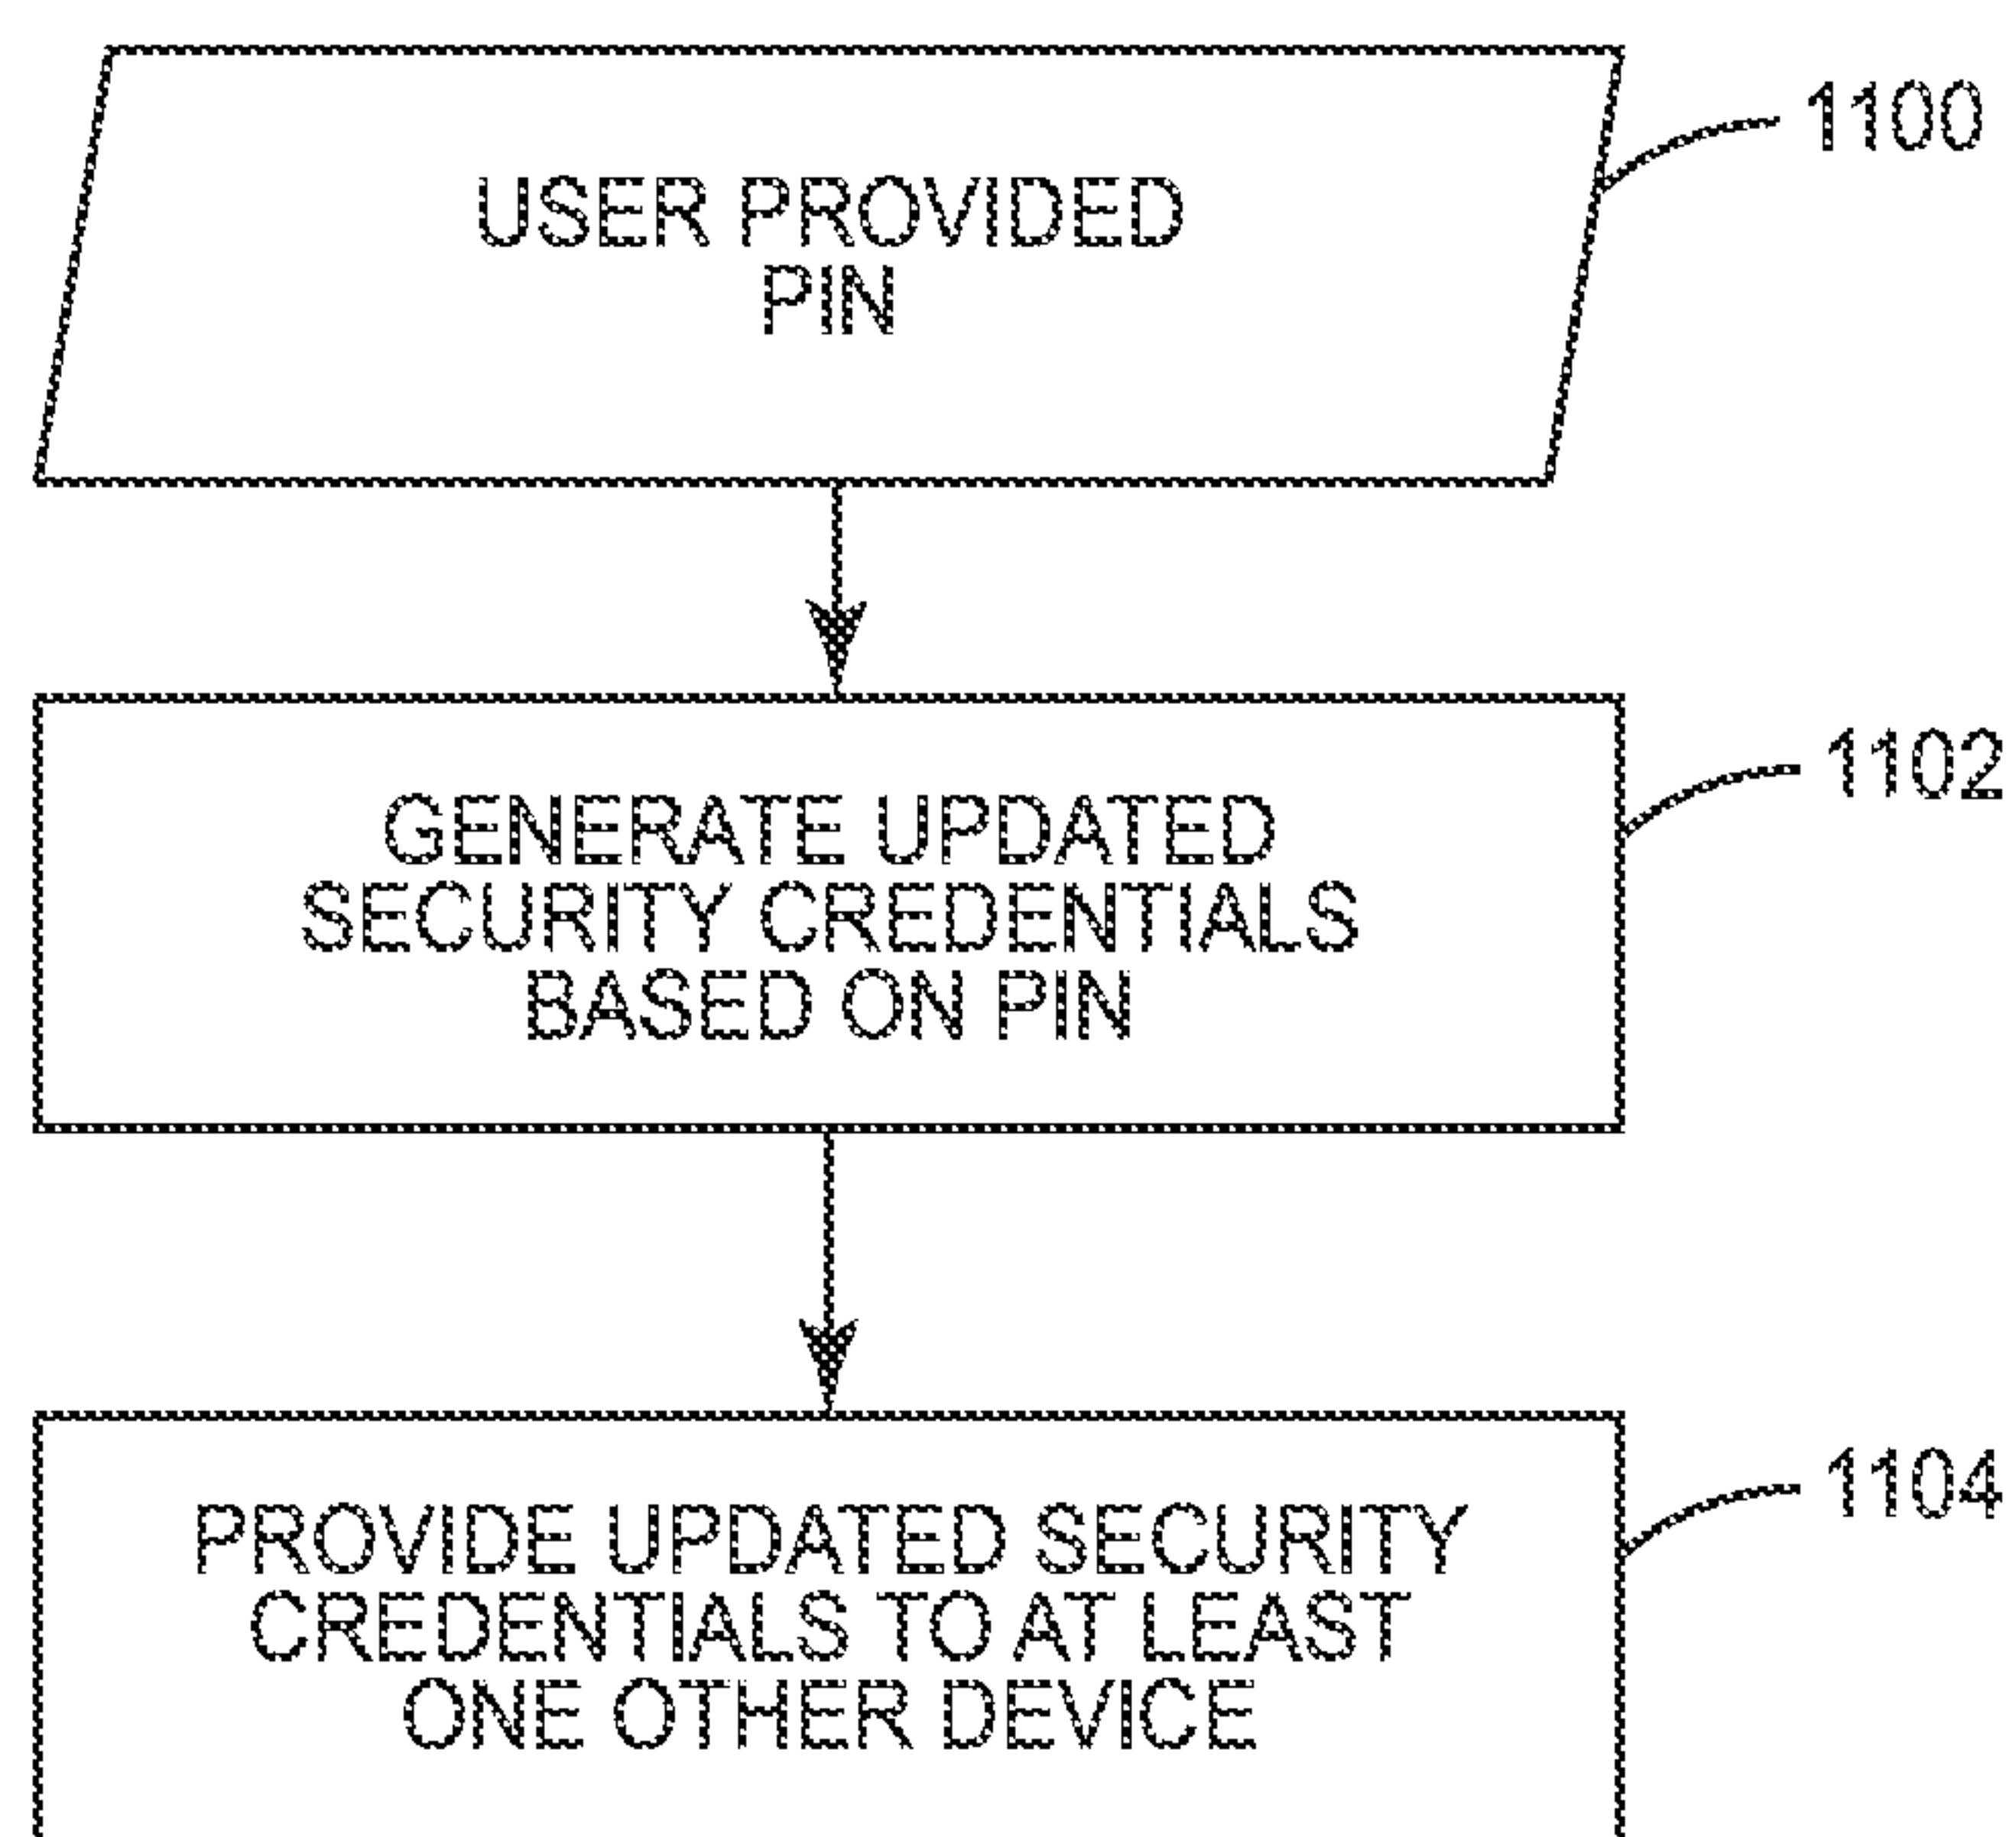 USER PROVIDED
PIN
1100
GENERATE UPDATED
SECURITY CREDENTIALS
BASED ON PIN
1102
PROVIDE UPDATED SECURITY
CREDENTIALS TO AT LEAST
ONE OTHER DEVICE
1104